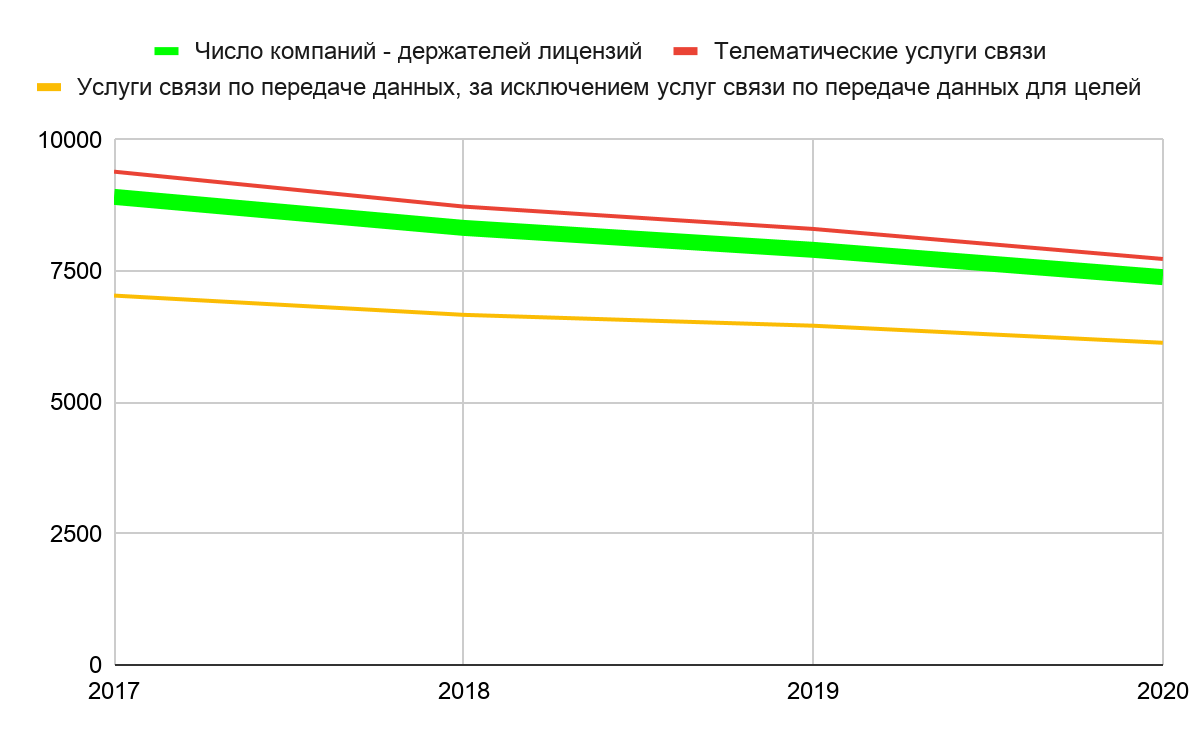 Число компаний - держателей лицензий Телематические услуги связи
Услуги связи по передаче данных, за исключением услуг связи по передаче данных для целей
10000
7500
5000
2500
0
2017 2018 2019 2020